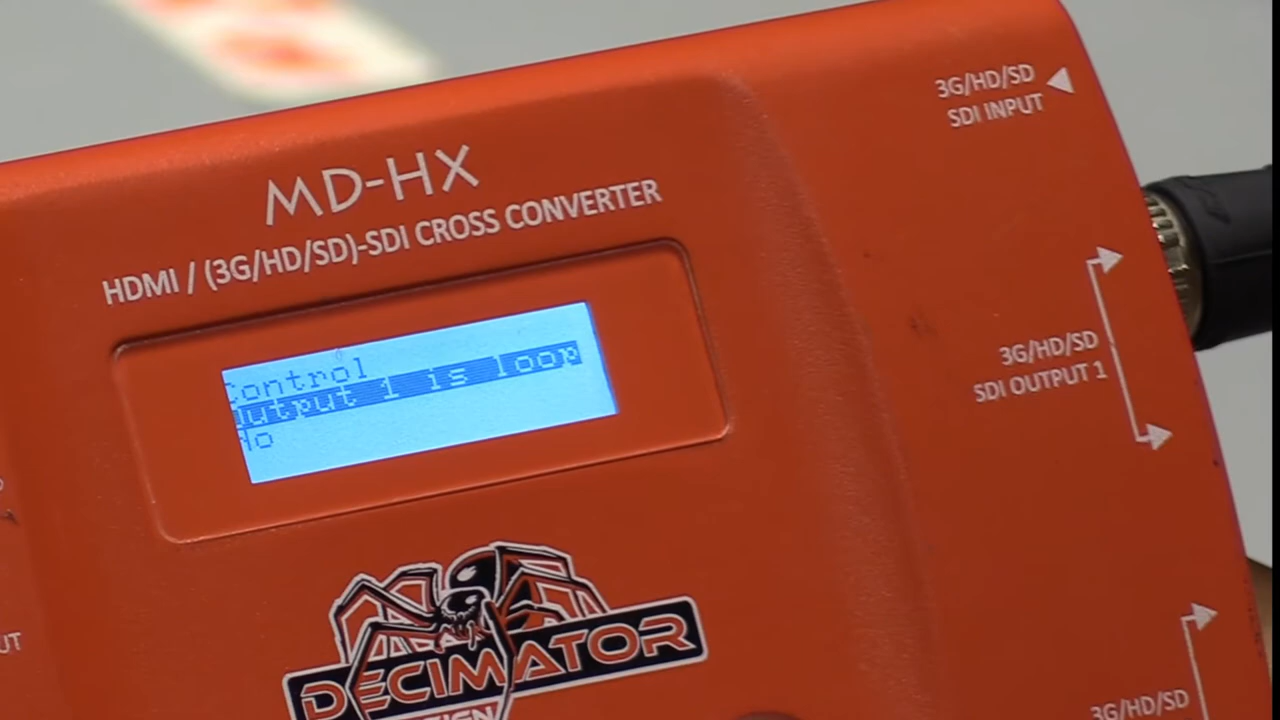 3G/HD/SD
SDI INPUT
MD-HX
HDMI / (3G/HD/SD)-SDI CROSS CONVERTER
Control
Output 1 is loop
No
3G/HD/SD
SDI OUTPUT 1
DECIMATOR
3G/HD/SD